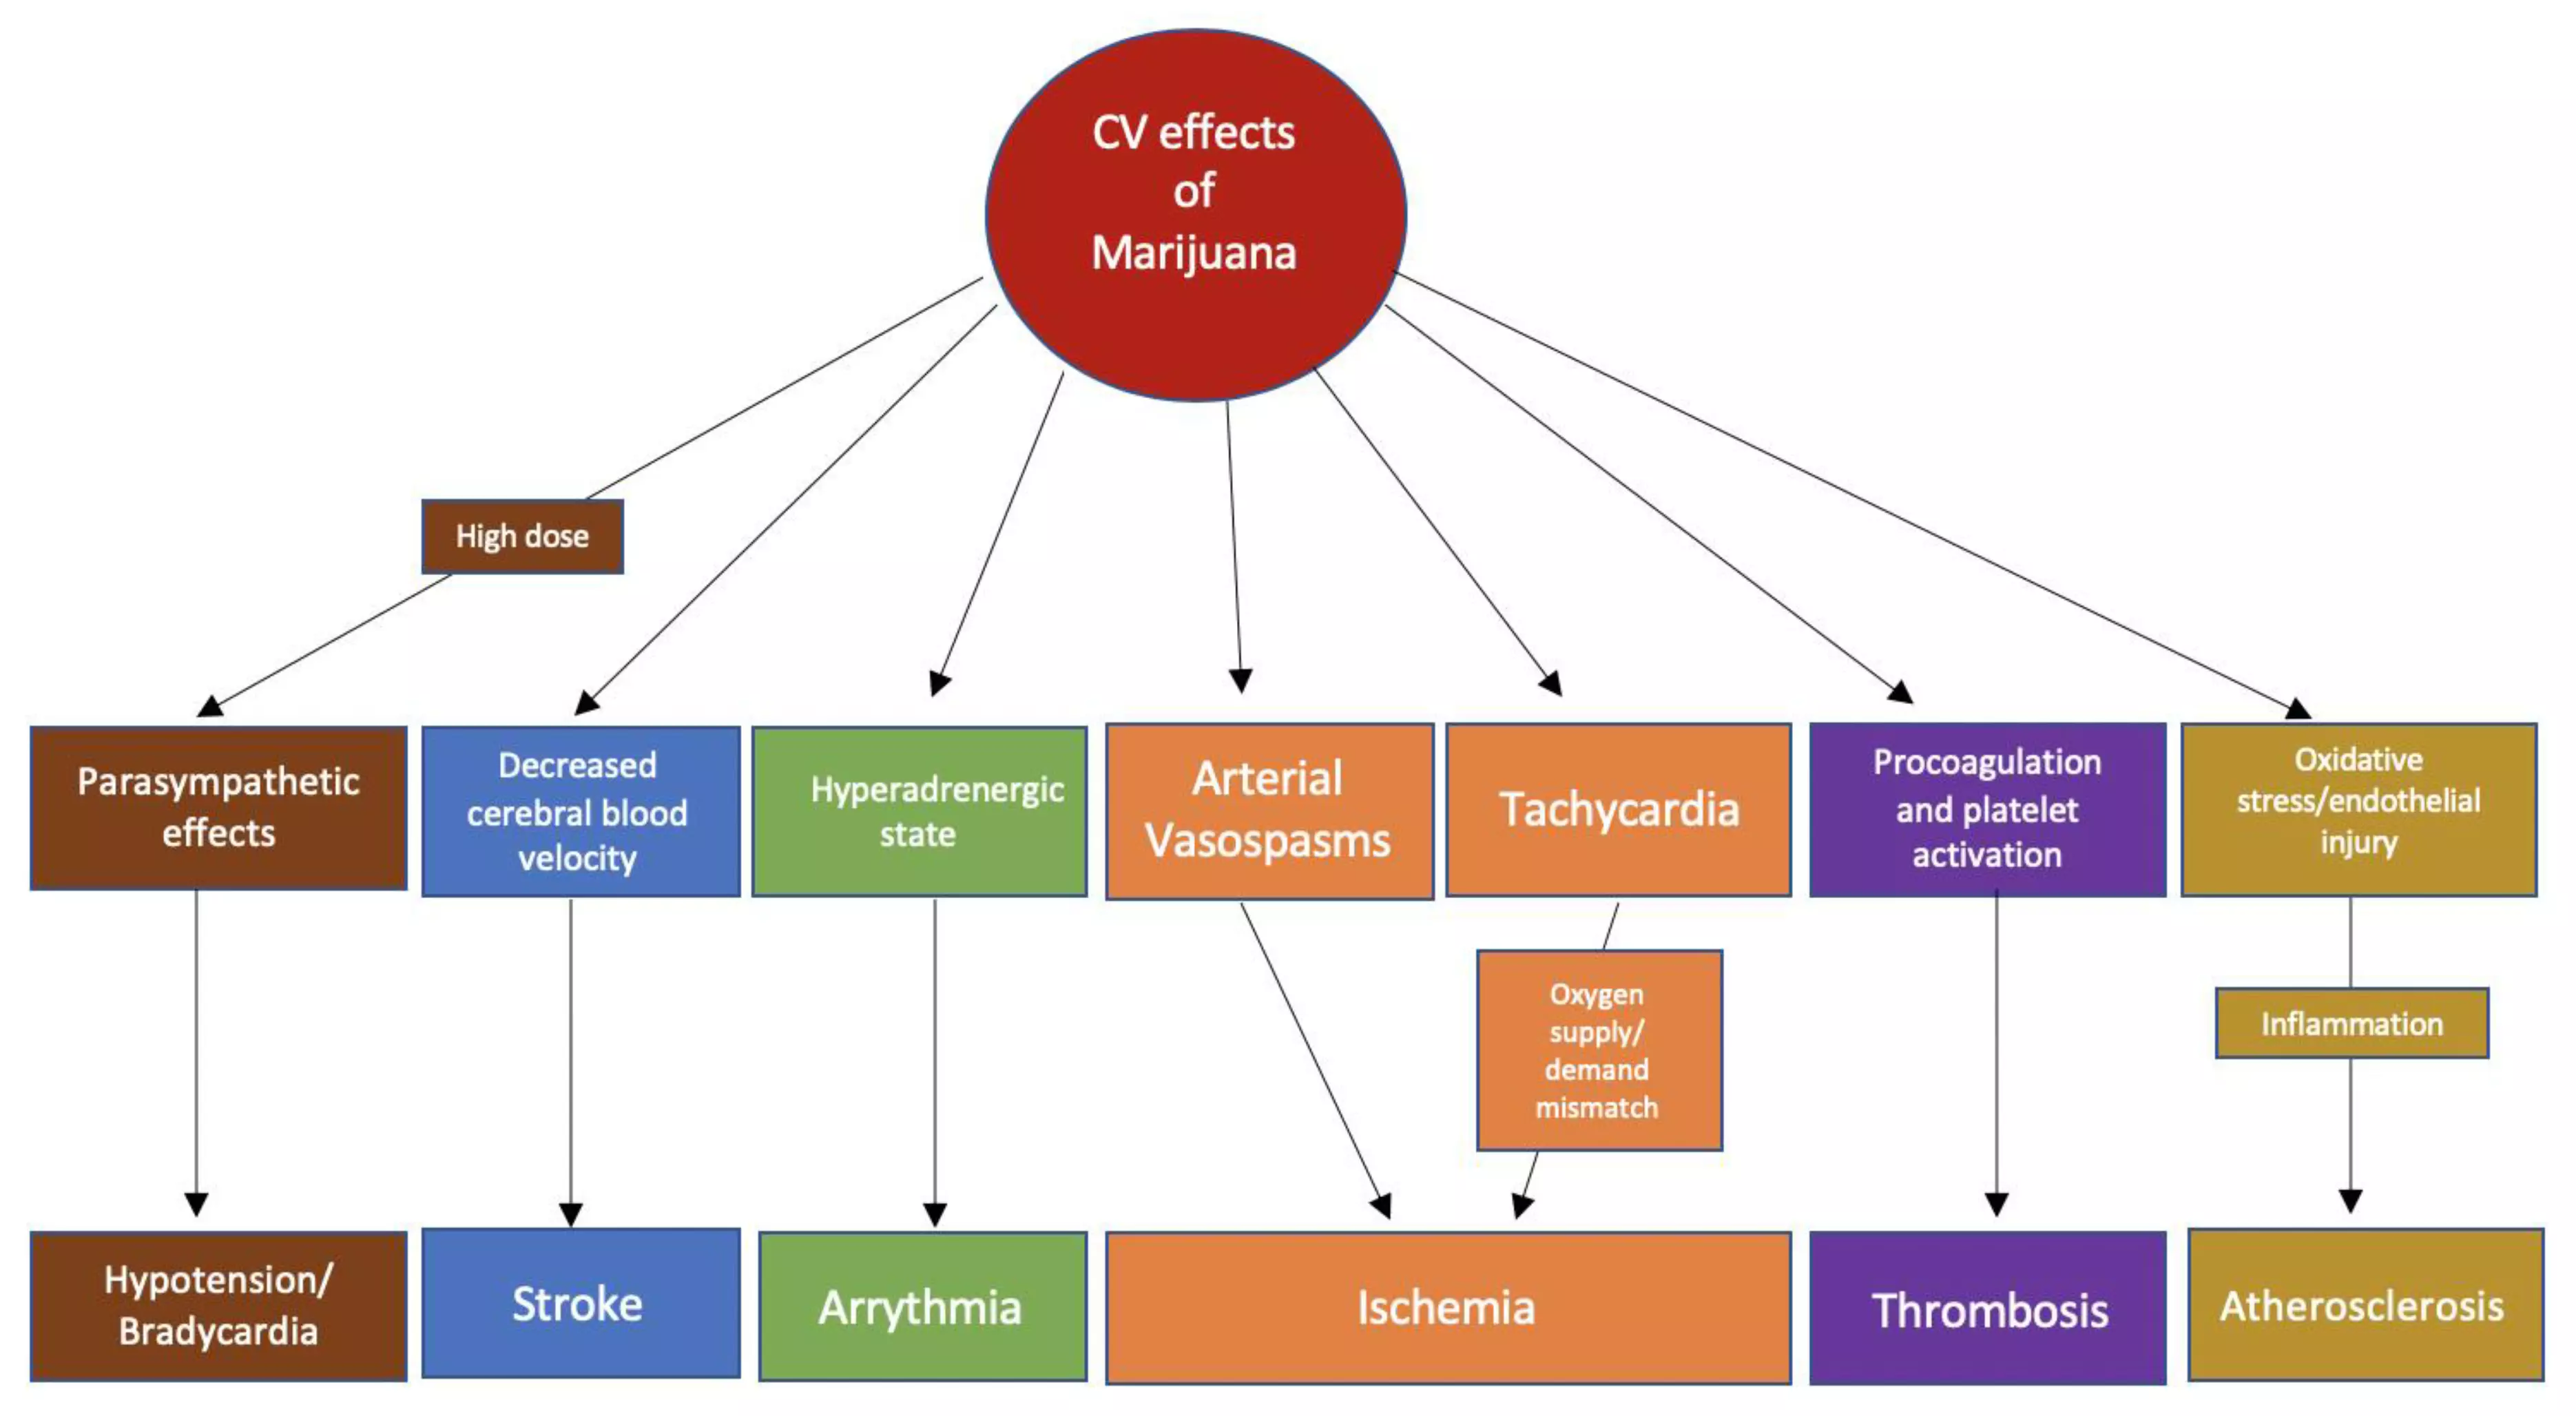 CV effects
of
Marijuana
High dose
Parasympathetic
effects
Decreased
cerebral blood
velocity
Hyperadrenergic
state
Arterial
Vasospasms
Tachycardia
Procoagulation
and platelet
activation
Oxidative
stress/endothelial
injury
Oxygen
supply/
demand
mismatch
Inflammation
Hypotension/
Bradycardia
Stroke
Arrythmia
Ischemia
Thrombosis
Atherosclerosis